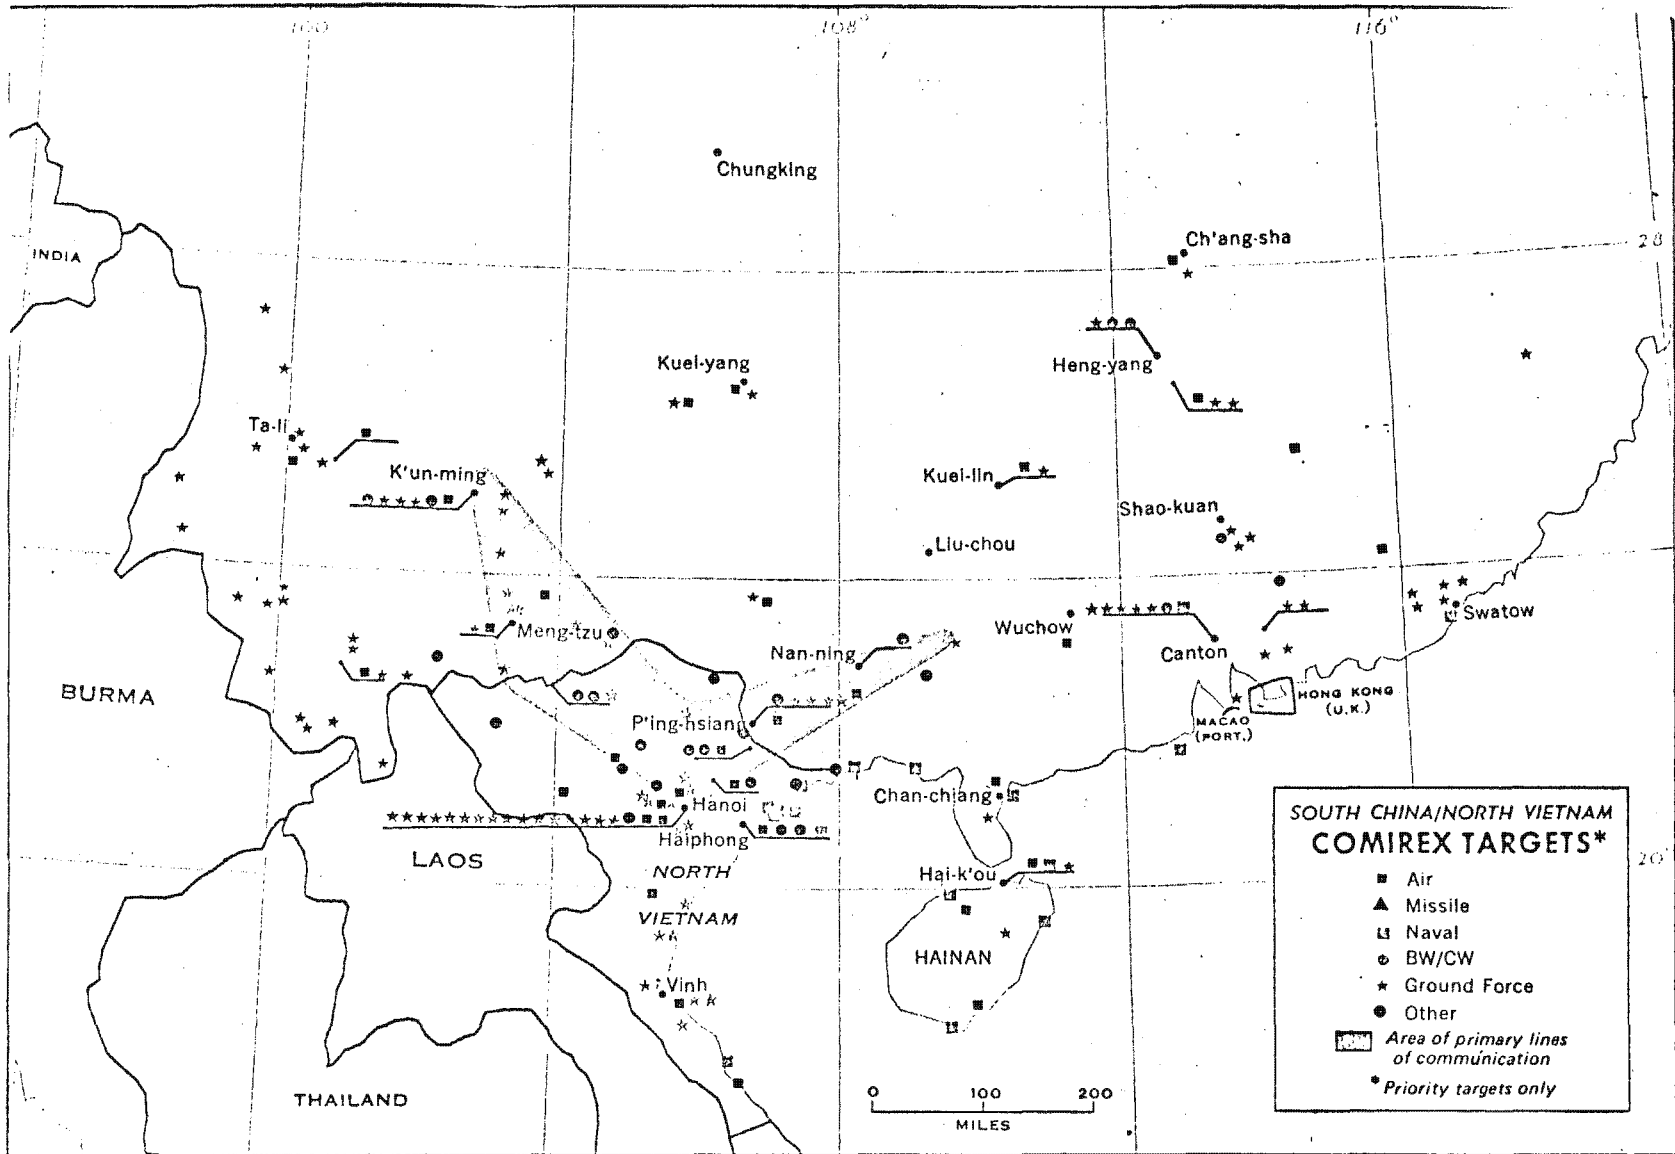 100 108° 116°
Chungking
Ch'ang-sha
28
INDIA
Kuei-yang
Heng-yang
Ta-li
K'un-ming
Kuei-lin
Shao-kuan
Liu-chou
Meng-tzu
Wuchow
Swatow
Nan-ning
Canton
BURMA
HONG KONG
(U.K.)
MACAO
(PORT.)
P'ing-hsiang
Chan-chiang
Hanoi
Haiphong
LAOS
NORTH
VIETNAM
Hai-k'ou
20
HAINAN
Vinh
THAILAND
0 100 200
MILES
SOUTH CHINA/NORTH VIETNAM
COMIREX TARGETS*
Air
Missile
Naval
BW/CW
Ground Force
Other
Area of primary lines
of communication
*Priority targets only